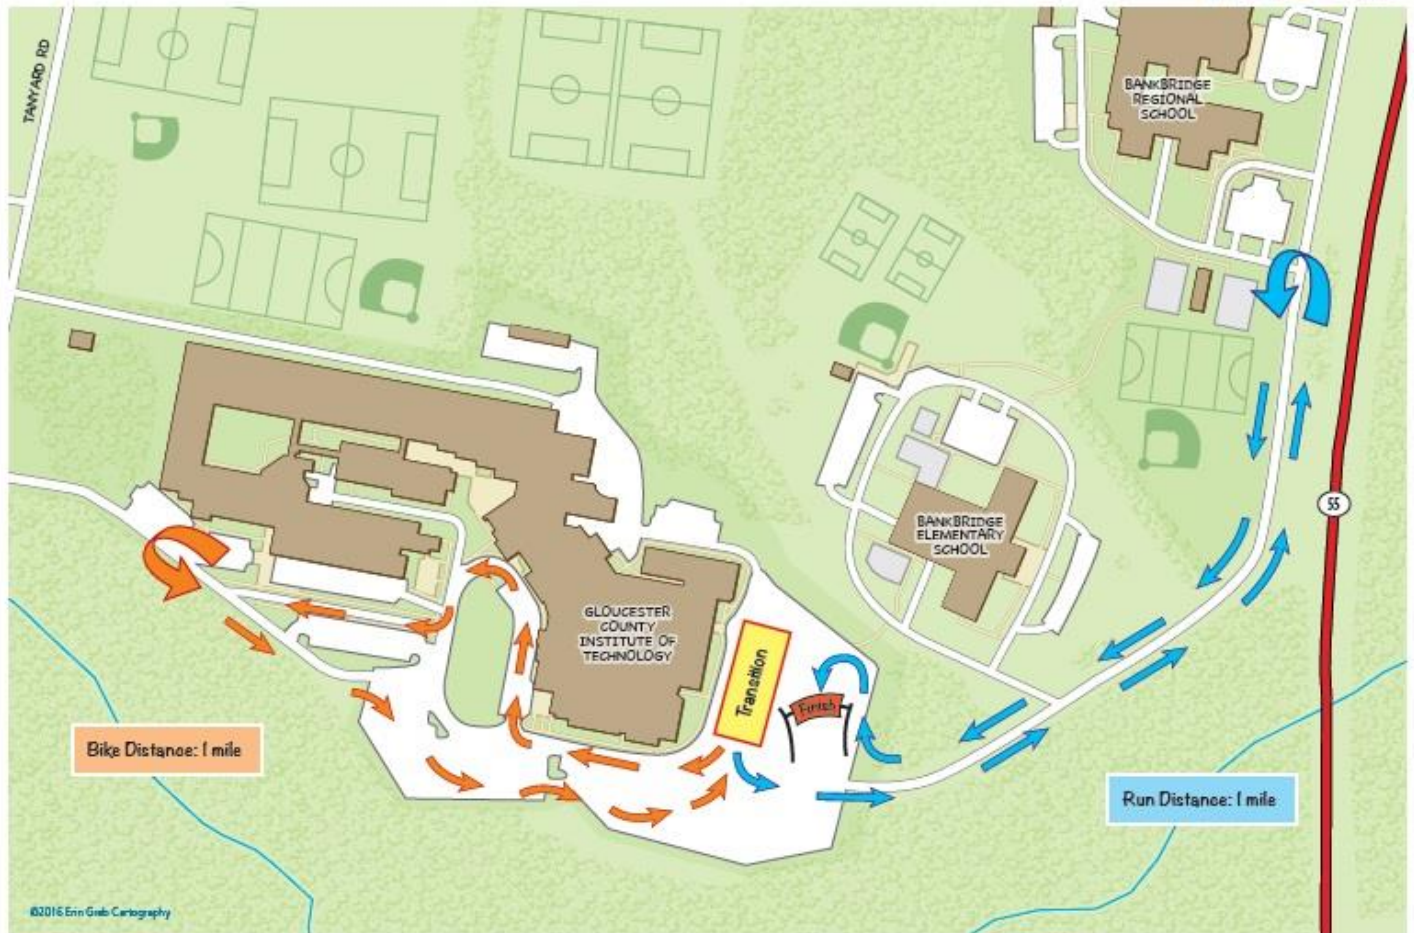 TANYARD RD
BANKBRIDGE
REGIONAL
SCHOOL
55
BANKBRIDGE
ELEMENTARY
SCHOOL
GLOUCESTER
COUNTY
INSTITUTE OF
TECHNOLOGY
Transition
Finish
Bike Distance: 1 mile
Run Distance: 1 mile
©2016 Erin Greb Cartography